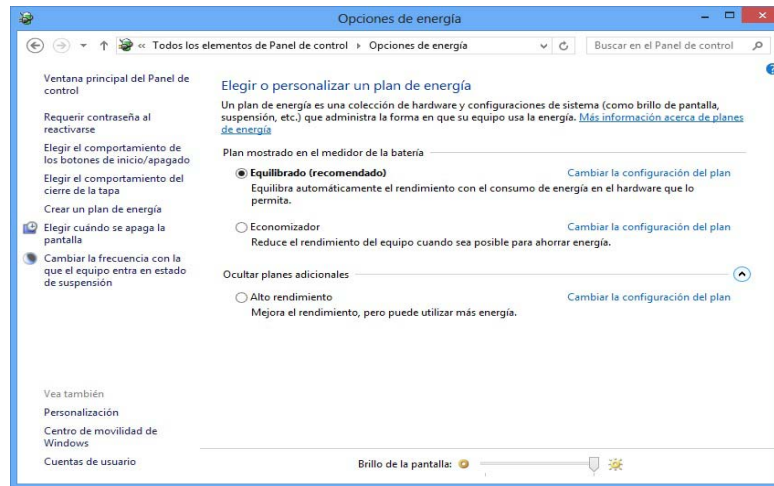 Opciones de energía
« Todos los elementos de Panel de control ▸ Opciones de energía
Buscar en el Panel de control
Ventana principal del Panel de
control
Requerir contraseña al
reactivarse
Elegir el comportamiento de
los botones de inicio/apagado
Elegir el comportamiento del
cierre de la tapa
Crear un plan de energía
Elegir cuándo se apaga la
pantalla
Cambiar la frecuencia con la
que el equipo entra en estado
de suspensión
Vea también
Personalización
Centro de movilidad de
Windows
Cuentas de usuario
Elegir o personalizar un plan de energía
Un plan de energía es una colección de hardware y configuraciones de sistema (como brillo de pantalla,
suspensión, etc.) que administra la forma en que su equipo usa la energía. Más información acerca de planes
de energía
Plan mostrado en el medidor de la batería
Equilibrado (recomendado) Cambiar la configuración del plan
Equilibra automáticamente el rendimiento con el consumo de energía en el hardware que lo
permita.
Economizador Cambiar la configuración del plan
Reduce el rendimiento del equipo cuando sea posible para ahorrar energía.
Ocultar planes adicionales
Alto rendimiento Cambiar la configuración del plan
Mejora el rendimiento, pero puede utilizar más energía.
Brillo de la pantalla: